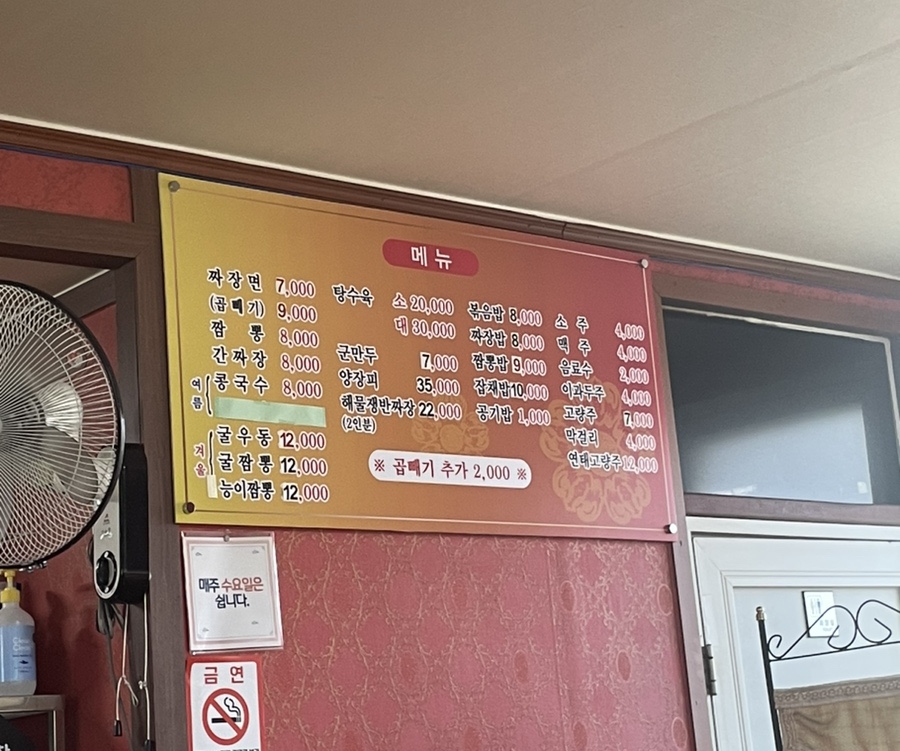 메뉴
짜장면 7,000
(곱빼기) 9,000
짬뽕 8,000
간짜장 8,000
여름
콩국수 8,000
겨울
굴우동 12,000
굴짬뽕 12,000
능이짬뽕 12,000
탕수육 소 20,000
대 30,000
군만두 7,000
양장피 35,000
해물쟁반짜장 22,000
(2인분)
볶음밥 8,000
짜장밥 8,000
짬뽕밥 9,000
잡채밥 10,000
공기밥 1,000
소주 4,000
맥주 4,000
음료수 2,000
이과두주 4,000
고량주 7,000
막걸리 4,000
연태고량주 12,000
※ 곱빼기 추가 2,000 ※
매주 수요일은
쉽니다.
금연